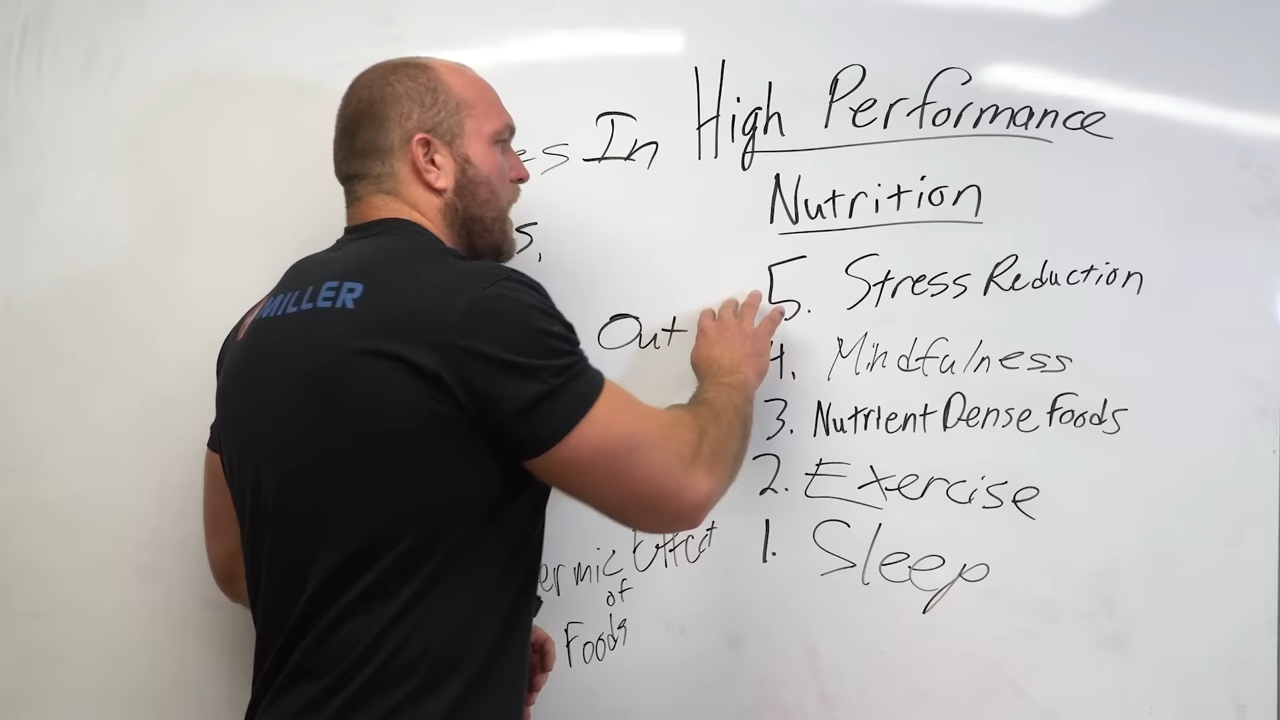 MILLER
In High Performance
Nutrition
Out
5. Stress Reduction
4. Mindfulness
3. Nutrient Dense Foods
2. Exercise
1. Sleep
Effect
of
Foods